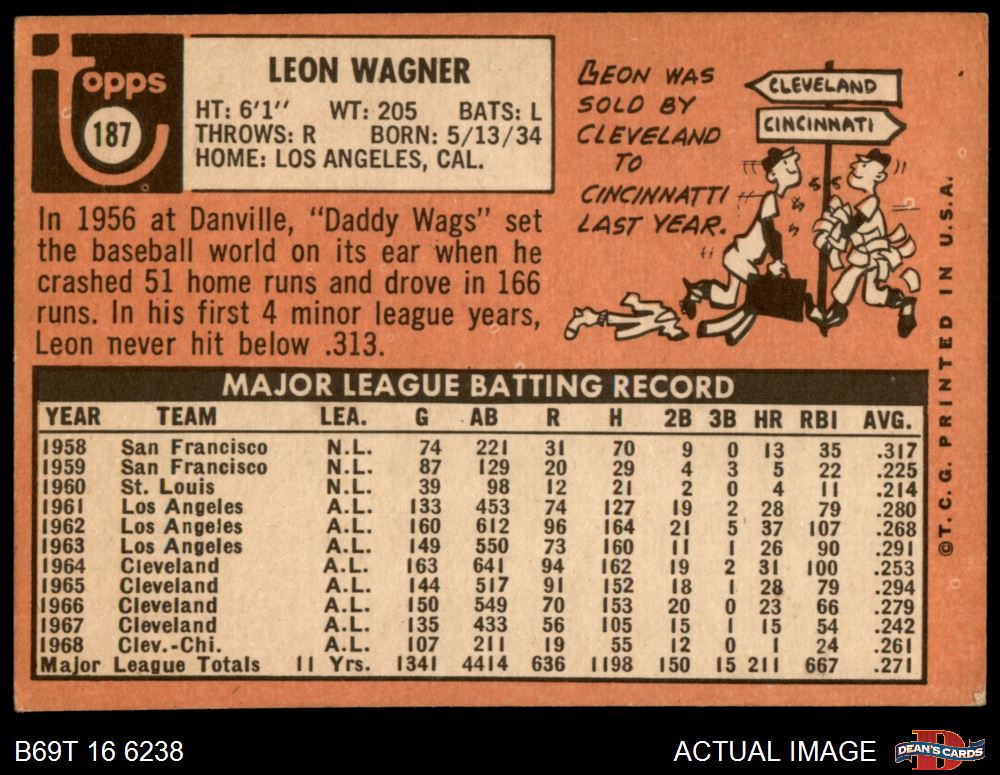 Topps
187
LEON WAGNER
HT: 6'1" WT: 205 BATS: L
THROWS: R BORN: 5/13/34
HOME: LOS ANGELES, CAL.
In 1956 at Danville, "Daddy Wags" set
the baseball world on its ear when he
crashed 51 home runs and drove in 166
runs. In his first 4 minor league years,
Leon never hit below .313.
LEON WAS
SOLD BY
CLEVELAND
TO
CINCINNATTI
LAST YEAR.
CLEVELAND
CINCINNATI
$ $
$
$
MAJOR LEAGUE BATTING RECORD
YEAR TEAM LEA. G AB R H 2B 3B HR RBI AVG.
1958 San Francisco N.L. 74 221 31 70 9 0 13 35 .317
1959 San Francisco N.L. 87 129 20 29 4 3 5 22 .225
1960 St. Louis N.L. 39 98 12 21 2 0 4 11 .214
1961 Los Angeles A.L. 133 453 74 127 19 2 28 79 .280
1962 Los Angeles A.L. 160 612 96 164 21 5 37 107 .268
1963 Los Angeles A.L. 149 550 73 160 11 1 26 90 .291
1964 Cleveland A.L. 163 641 94 162 19 2 31 100 .253
1965 Cleveland A.L. 144 517 91 152 18 1 28 79 .294
1966 Cleveland A.L. 150 549 70 153 20 0 23 66 .279
1967 Cleveland A.L. 135 433 56 105 15 1 15 54 .242
1968 Clev.-Chi. A.L. 107 211 19 55 12 0 1 24 .261
Major League Totals 11 Yrs. 1341 4414 636 1198 150 15 211 667 .271
©T.C.G. PRINTED IN U.S.A.
B69T 16 6238
ACTUAL IMAGE
D
DEAN'S CARDS